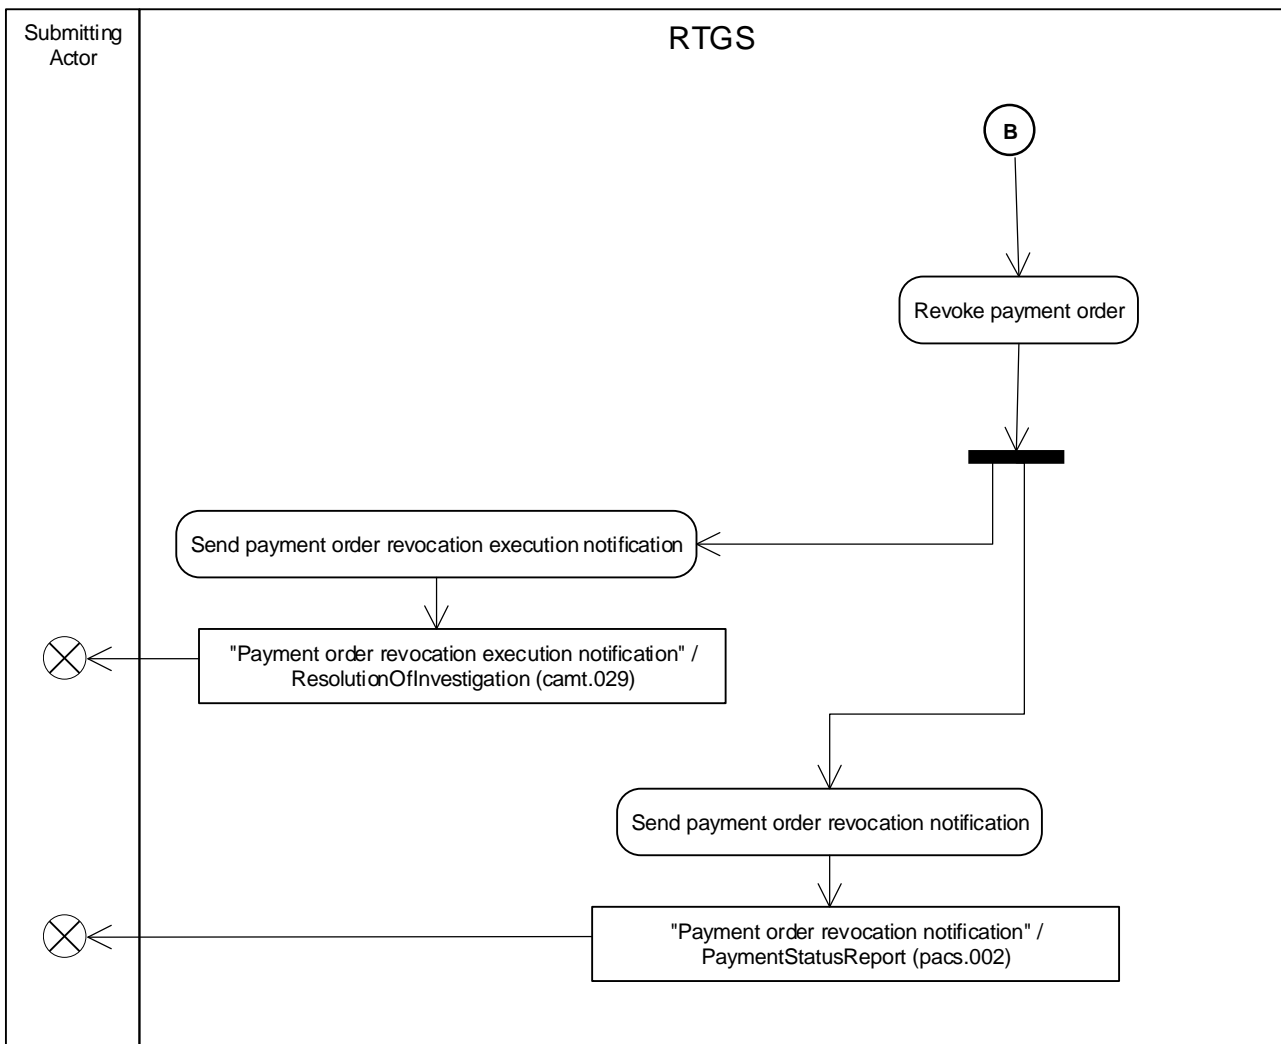 Submitting
Actor
RTGS
B
Revoke payment order
Send payment order revocation execution notification
"Payment order revocation execution notification" /
ResolutionOfInvestigation (camt.029)
Send payment order revocation notification
"Payment order revocation notification" /
PaymentStatusReport (pacs.002)